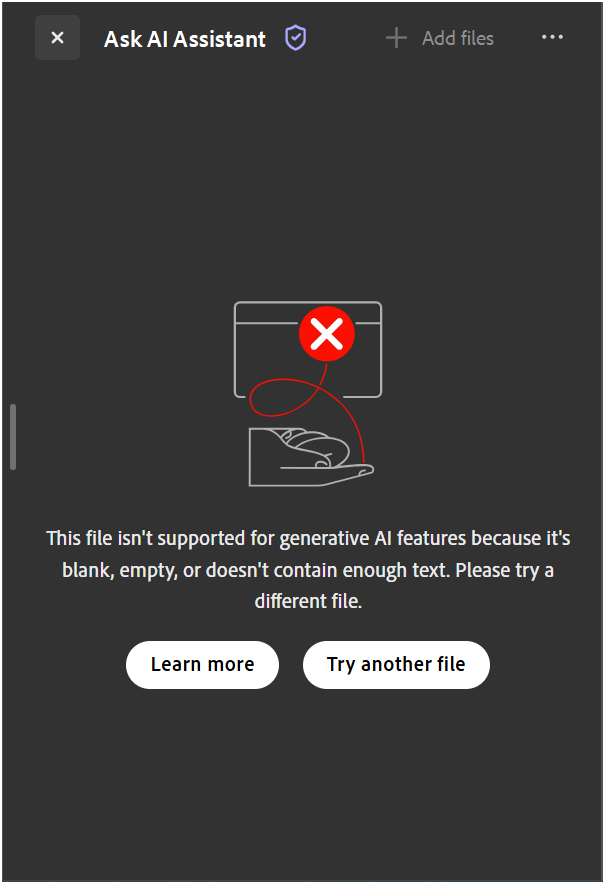 Ask AI Assistant
Add files
This file isn't supported for generative AI features because it's
blank, empty, or doesn't contain enough text. Please try a
different file.
Learn more
Try another file